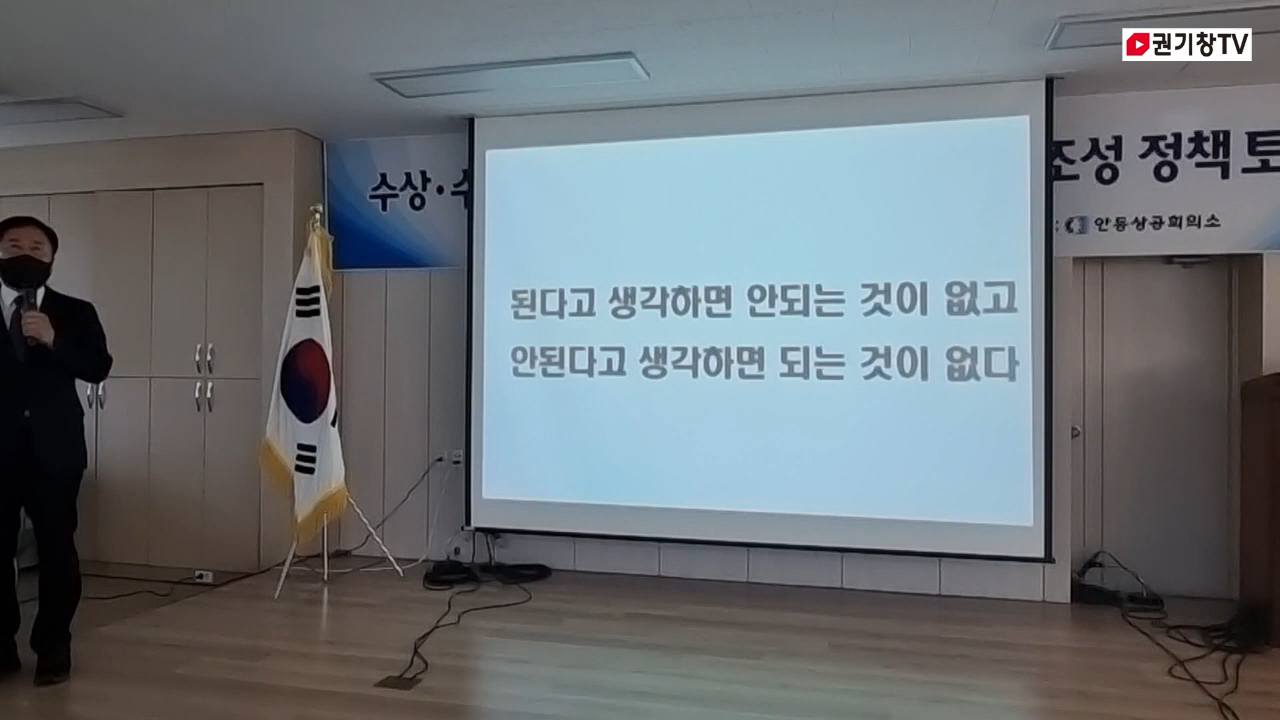 권기창TV
수상·
조성 정책
안동상공회의소
된다고 생각하면 안되는 것이 없고
안된다고 생각하면 되는 것이 없다